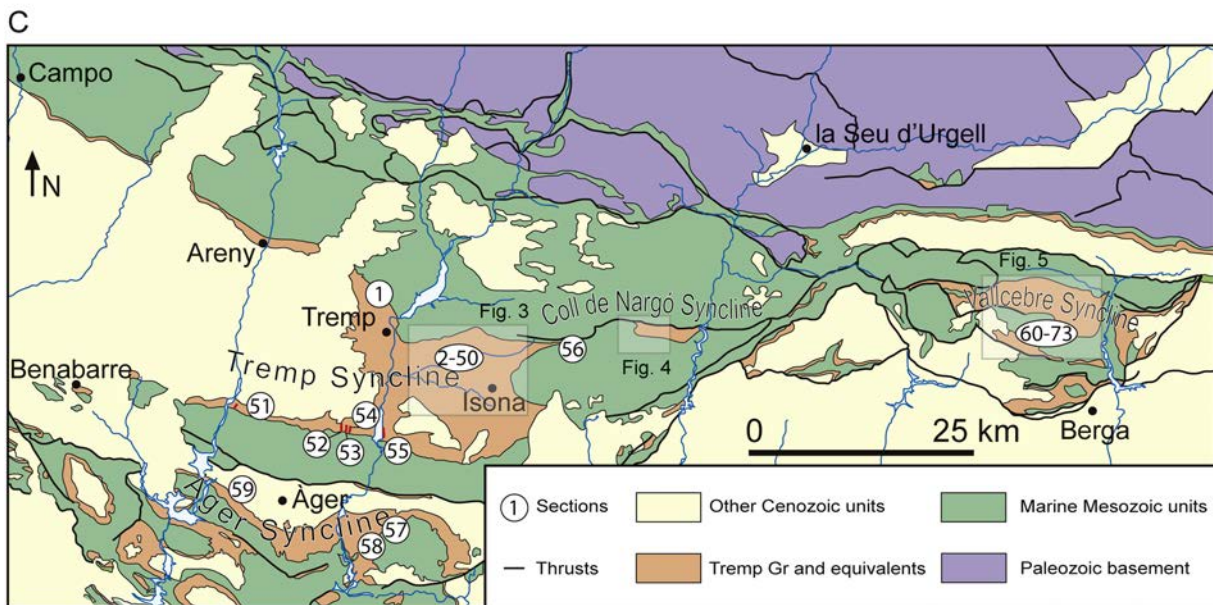 C
Campo
la Seu d'Urgell
N
Areny
Fig. 5
1
Fig. 3
Coll de Nargó Syncline
Vallcebre Syncline
Tremp
2-50
56
60-73
Fig. 4
Benabarre
Tremp Syncline
Isona
51
54
0 25 km
Berga
52
53
55
59
Àger
Àger Syncline
57
58
1 Sections
Other Cenozoic units
Marine Mesozoic units
Thrusts
Tremp Gr and equivalents
Paleozoic basement